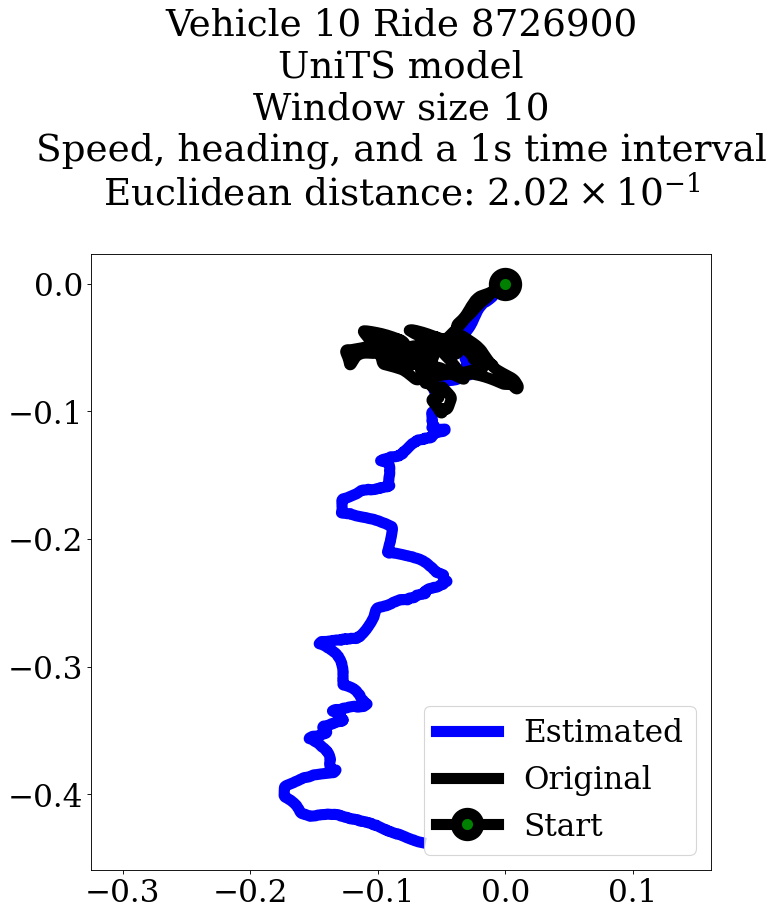 Vehicle 10 Ride 8726900
UniTS model
Window size 10
Speed, heading, and a 1s time interval
Euclidean distance: 2.02 × 10⁻¹
0.0
−0.1
−0.2
−0.3
−0.4
Estimated
Original
Start
−0.3 −0.2 −0.1 0.0 0.1